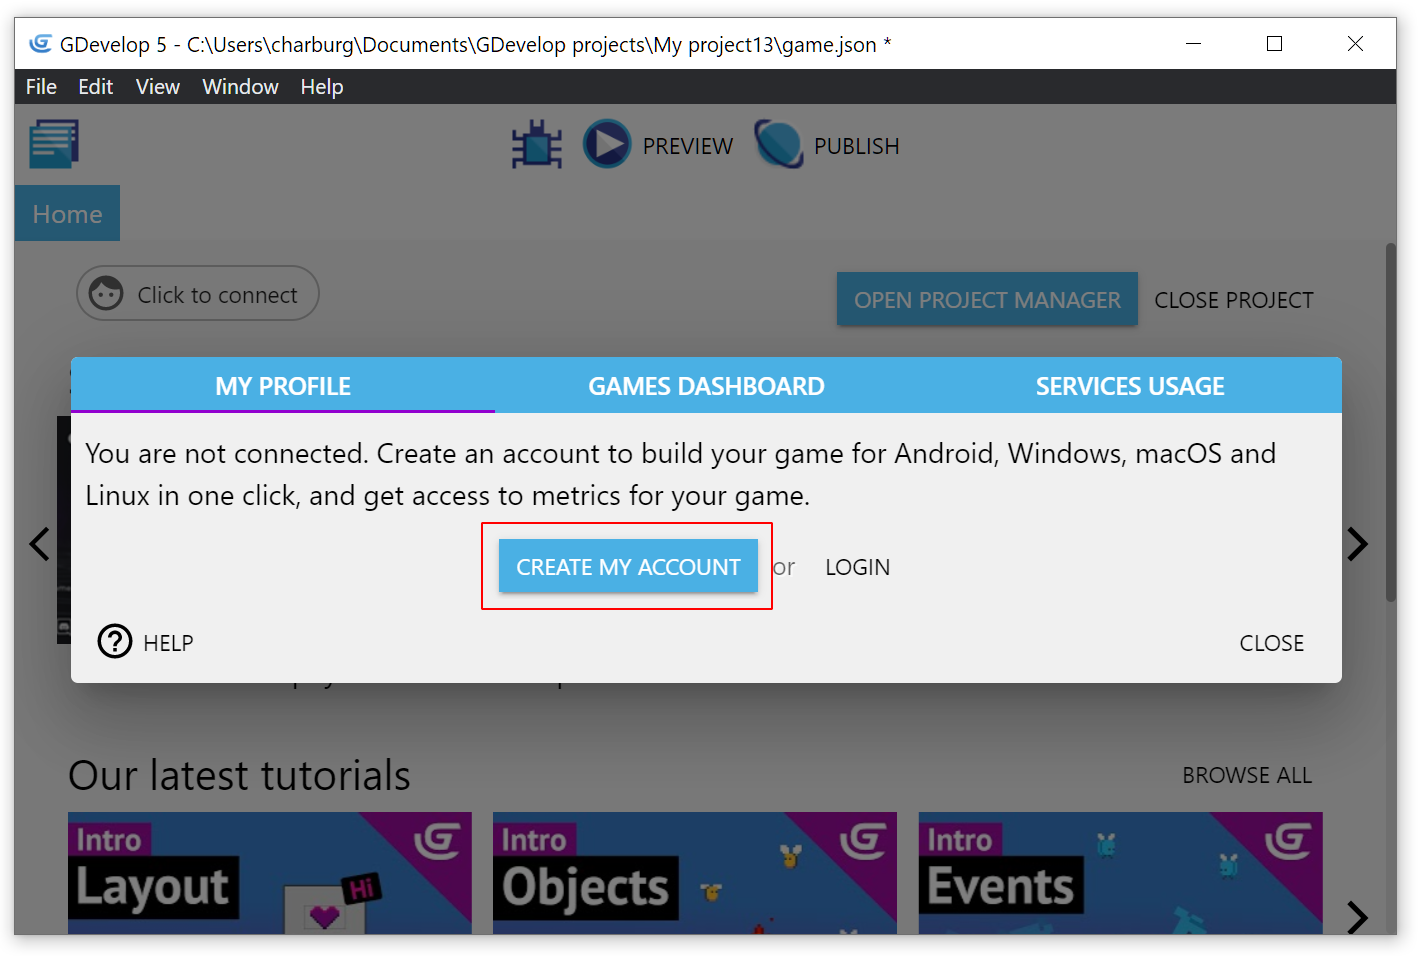 GDevelop 5 - C:\Users\charburg\Documents\GDevelop projects\My project13\game.json *
File Edit View Window Help
PREVIEW PUBLISH
Home
Click to connect
OPEN PROJECT MANAGER CLOSE PROJECT
MY PROFILE GAMES DASHBOARD SERVICES USAGE
You are not connected. Create an account to build your game for Android, Windows, macOS and
Linux in one click, and get access to metrics for your game.
CREATE MY ACCOUNT or LOGIN
HELP CLOSE
Our latest tutorials BROWSE ALL
Intro
Layout
Hi
Intro
Objects
Intro
Events